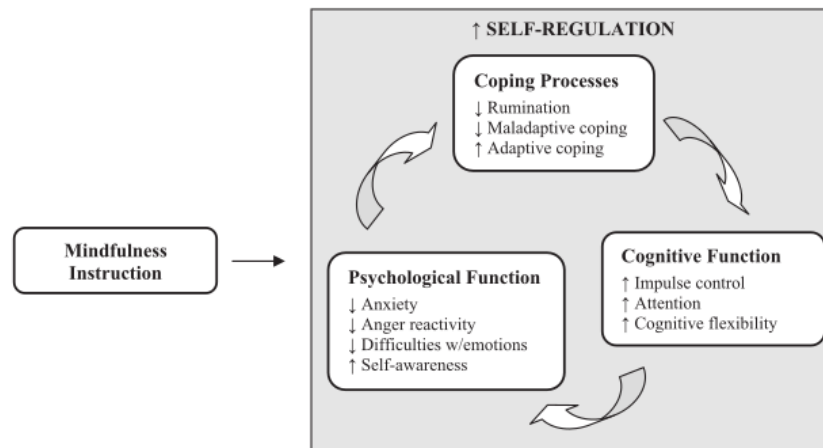 ↑ SELF-REGULATION
Coping Processes
↓ Rumination
↓ Maladaptive coping
↑ Adaptive coping
Mindfulness
Instruction
Psychological Function
↓ Anxiety
↓ Anger reactivity
↓ Difficulties w/emotions
↑ Self-awareness
Cognitive Function
↑ Impulse control
↑ Attention
↑ Cognitive flexibility